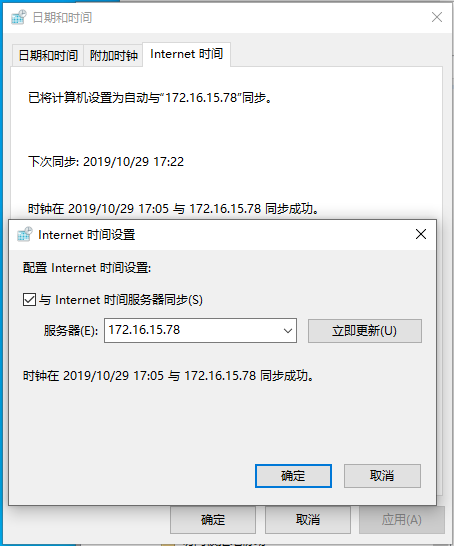 日期和时间
日期和时间 附加时钟 Internet 时间
已将计算机设置为自动与“172.16.15.78”同步。
下次同步: 2019/10/29 17:22
时钟在 2019/10/29 17:05 与 172.16.15.78 同步成功。
Internet 时间设置
配置 Internet 时间设置:
与 Internet 时间服务器同步(S)
服务器(E): 172.16.15.78 立即更新(U)
时钟在 2019/10/29 17:05 与 172.16.15.78 同步成功。
确定 取消
确定 取消 应用(A)